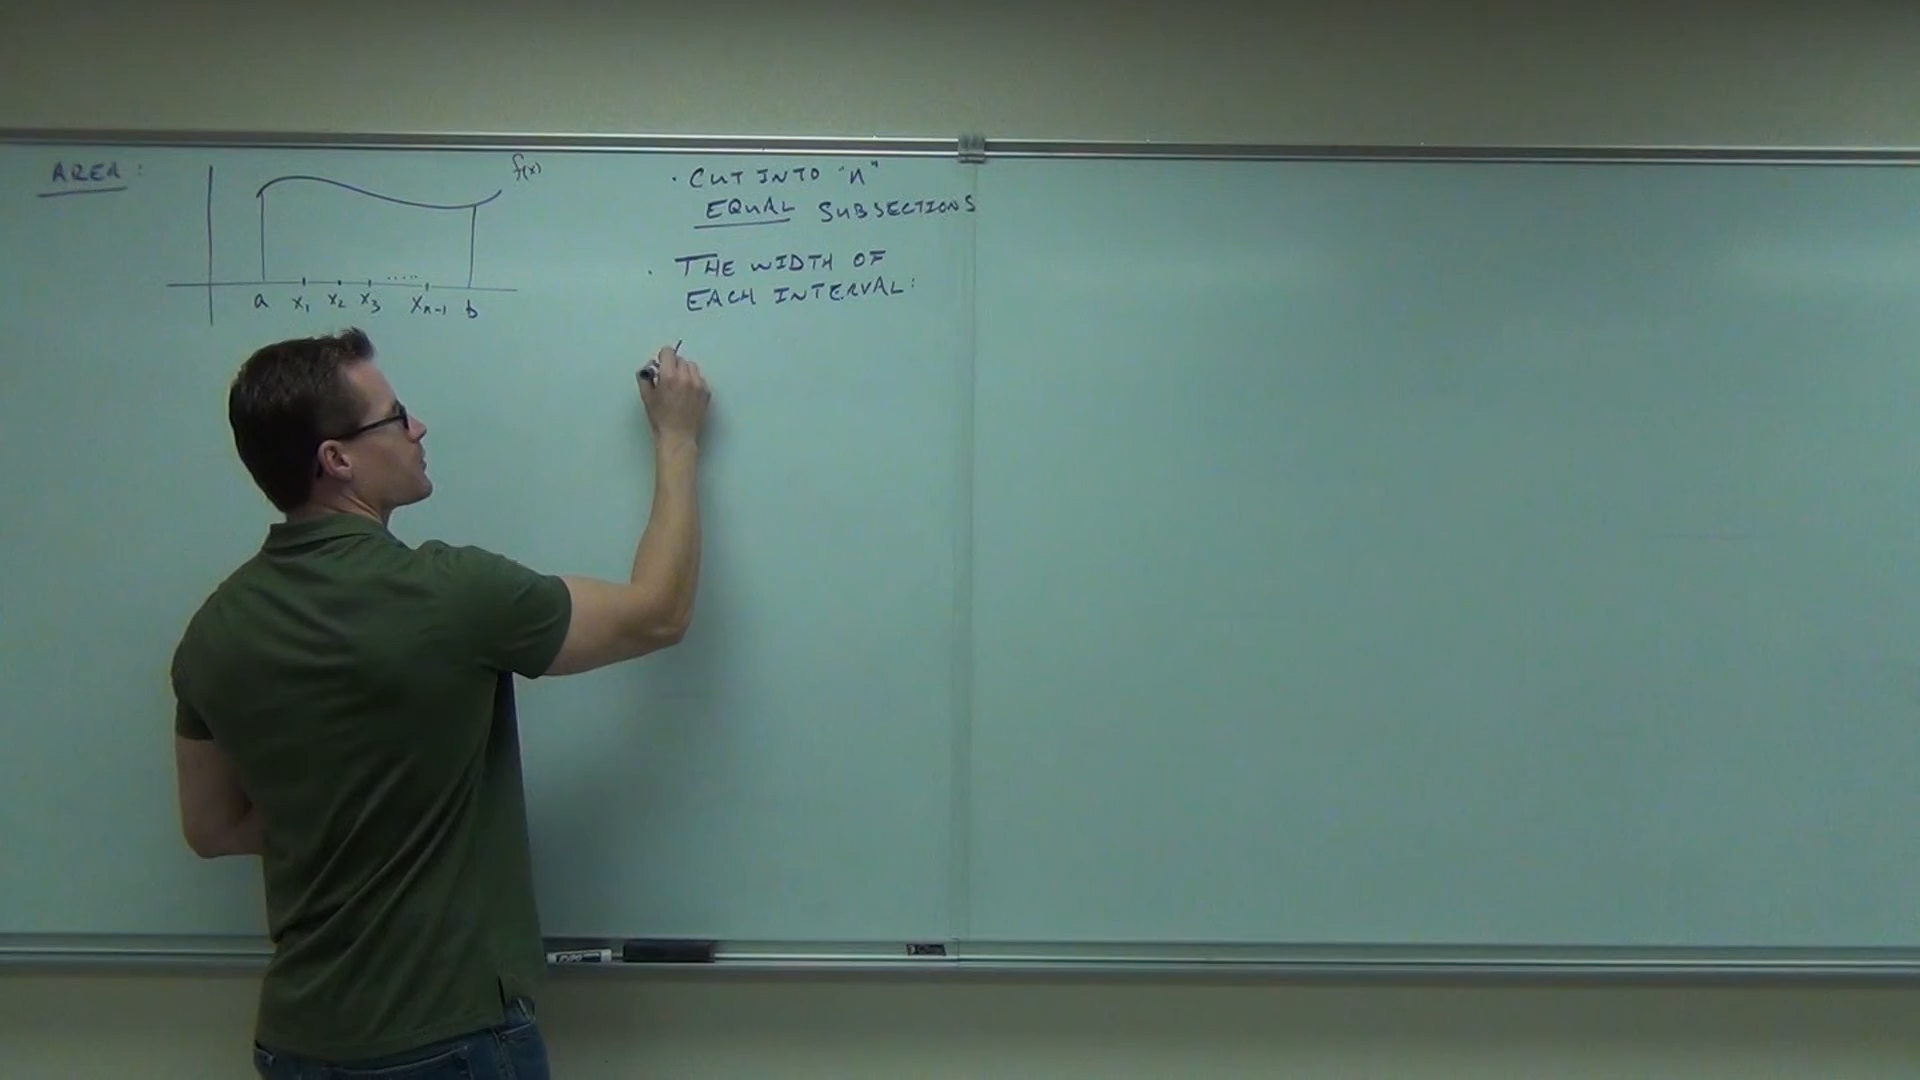 AREA:
f(x)
a x₁ x₂ x₃ ..... xₙ₋₁ b
· CUT INTO "n"
EQUAL SUBSECTIONS
· THE WIDTH OF
EACH INTERVAL: